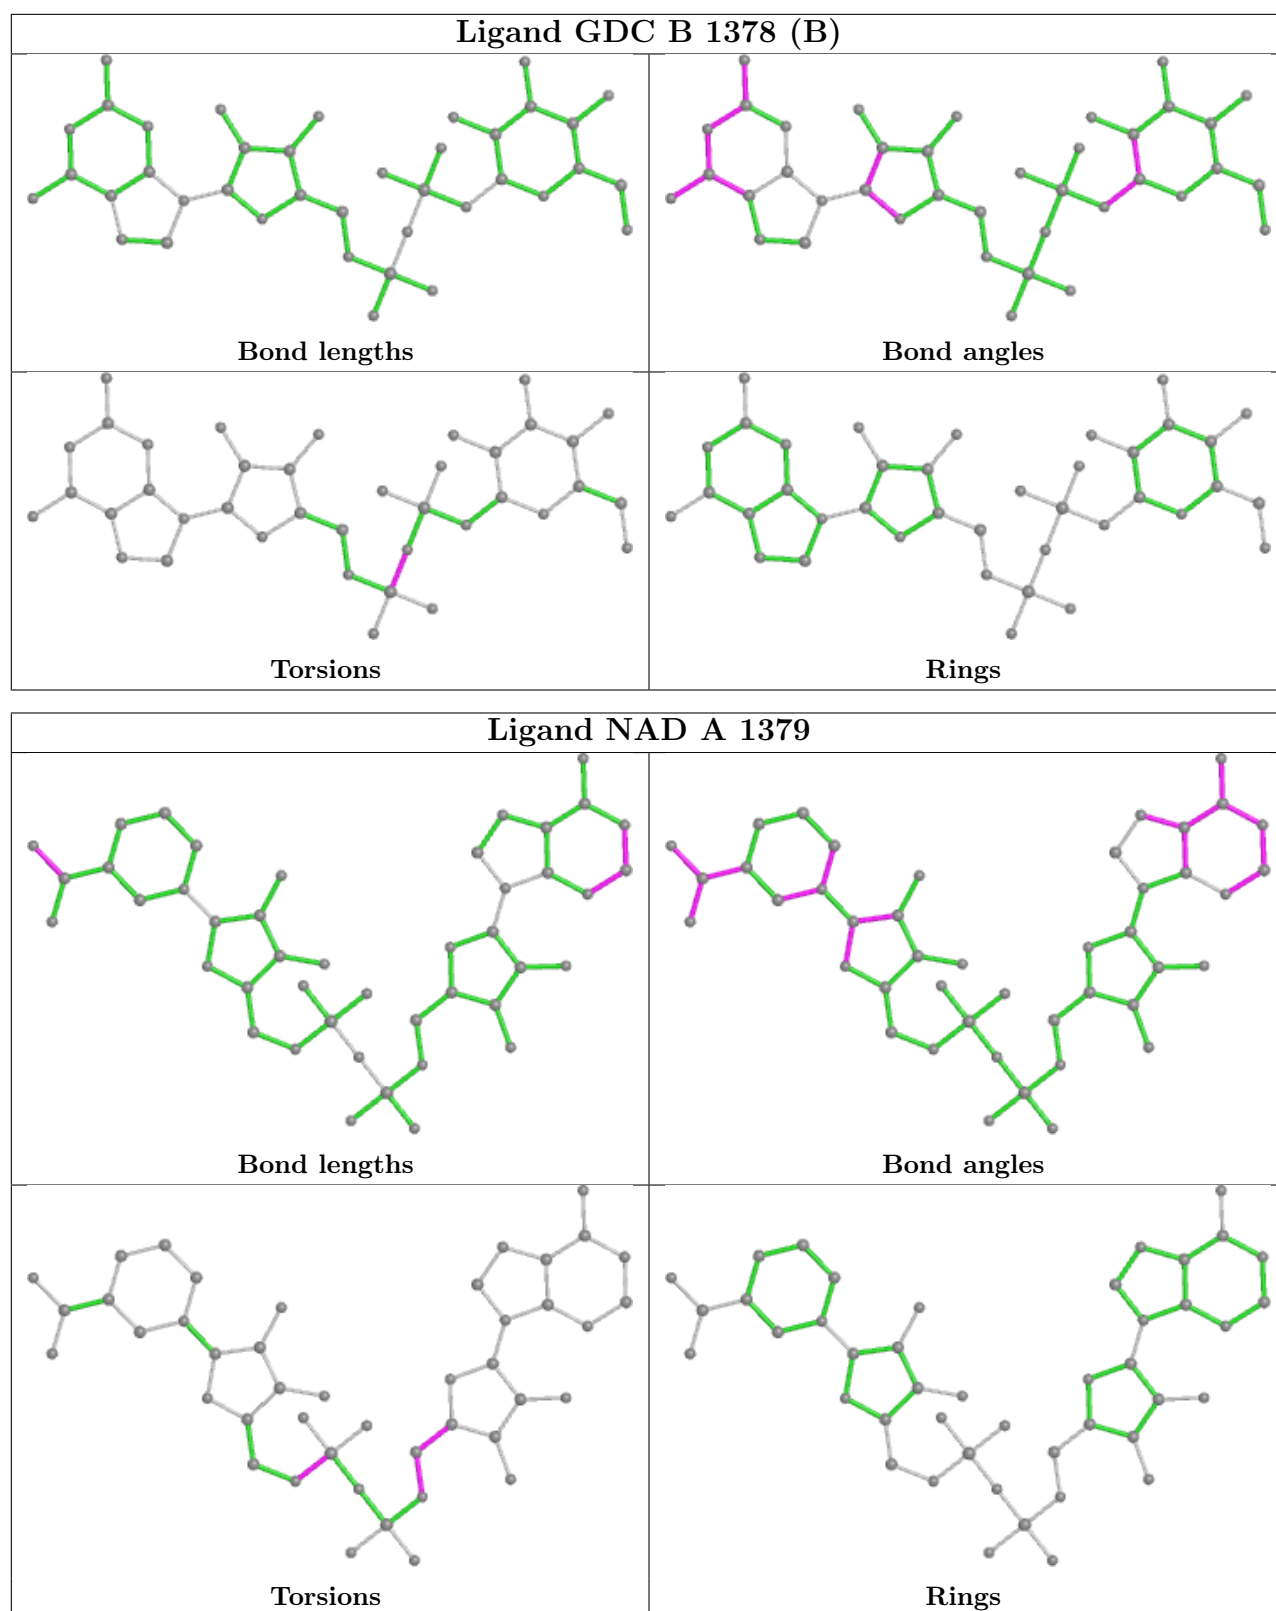 Ligand GDC B 1378 (B)
Bond lengths
Bond angles
Torsions
Rings
Ligand NAD A 1379
Bond lengths
Bond angles
Torsions
Rings